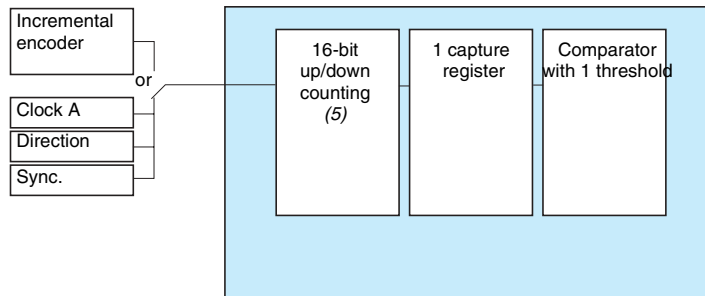 Incremental
encoder
or
Clock A
Direction
Sync.
16-bit
up/down
counting
(5)
1 capture
register
Comparator
with 1 threshold